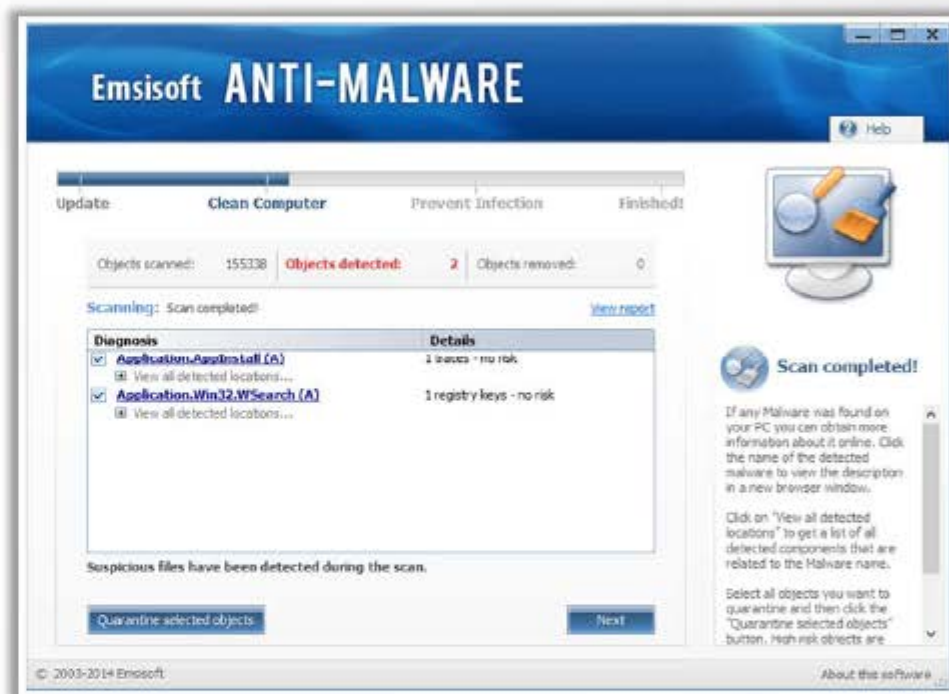 Emsisoft ANTI-MALWARE
Help
Update Clean Computer Prevent Infection Finished!
Objects scanned: 155338 Objects detected: 2 Objects removed: 0
Scanning: Scan completed!
View report
Diagnosis Details
Application.AppInstall (A) 1 traces - no risk
View all detected locations...
Application.Win32.WSearch (A) 1 registry keys - no risk
View all detected locations...
Suspicious files have been detected during the scan.
Quarantine selected objects Next
Scan completed!
If any Malware was found on
your PC you can obtain more
information about it online. Click
the name of the detected
malware to view the description
in a new browser window.
Click on "View all detected
locations" to get a list of all
detected components that are
related to the Malware name.
Select all objects you want to
quarantine and then click the
"Quarantine selected objects"
button. High risk objects are
© 2003-2014 Emsisoft About this software